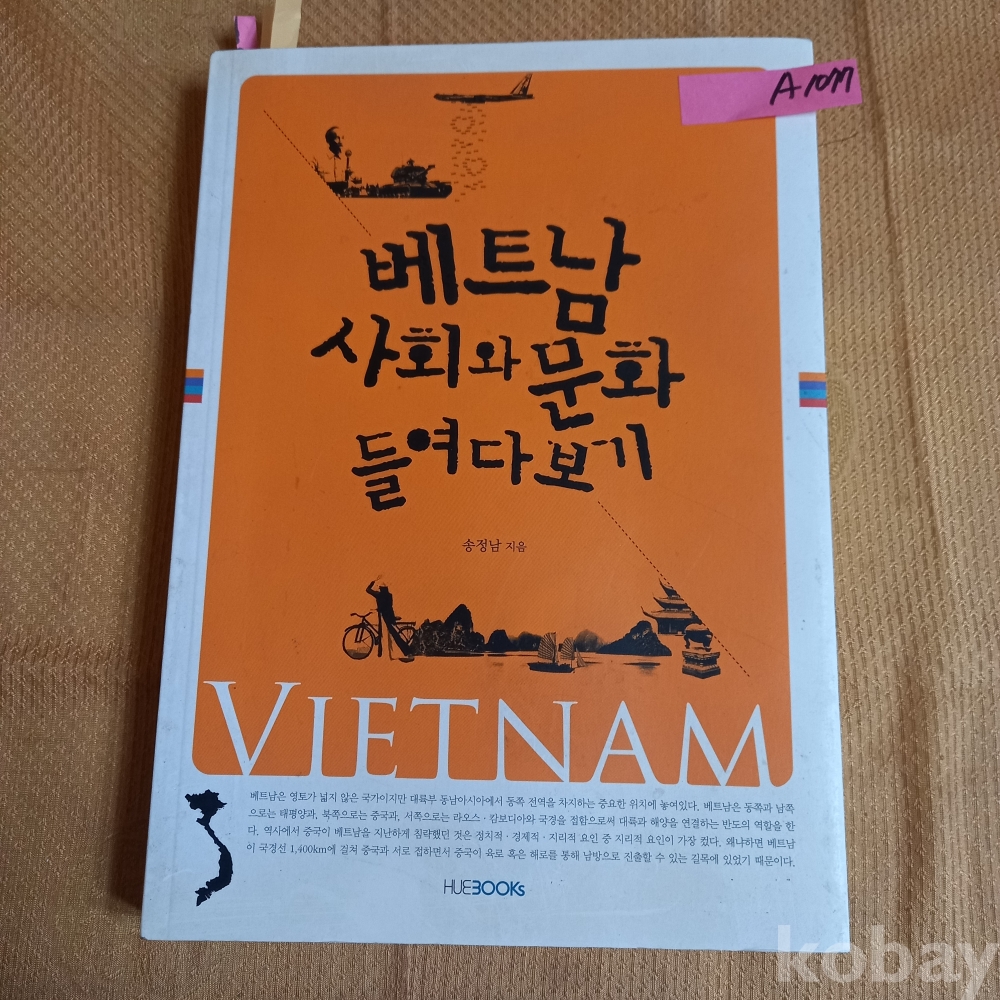 A1077
베트남
사회와 문화
들여다보기
송정남 지음
VIETNAM
베트남은 영토가 넓지 않은 국가이지만 대륙부 동남아시아에서 동쪽 전역을 차지하는 중요한 위치에 놓여있다. 베트남은 동쪽과 남쪽
으로는 태평양과, 북쪽으로는 중국과, 서쪽으로는 라오스 · 캄보디아와 국경을 접함으로써 대륙과 해양을 연결하는 반도의 역할을 한
다. 역사에서 중국이 베트남을 지난하게 침략했던 것은 정치적 · 경제적 · 지리적 요인 중 지리적 요인이 가장 컸다. 왜냐하면 베트남
이 국경선 1,400km에 걸쳐 중국과 서로 접하면서 중국이 육로 혹은 해로를 통해 남방으로 진출할 수 있는 길목에 있었기 때문이다.
HUEBOOKs
kobay